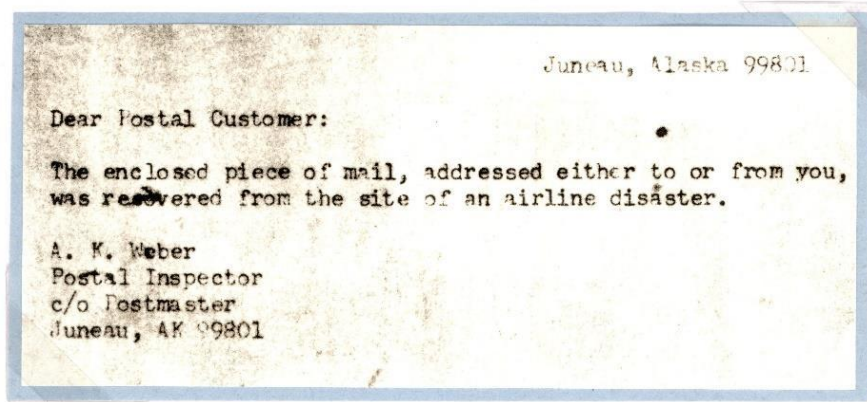 Juneau, Alaska 99801
Dear Postal Customer:
The enclosed piece of mail, addressed either to or from you,
was recovered from the site of an airline disaster.
A. K. Weber
Postal Inspector
c/o Postmaster
Juneau, AK 99801